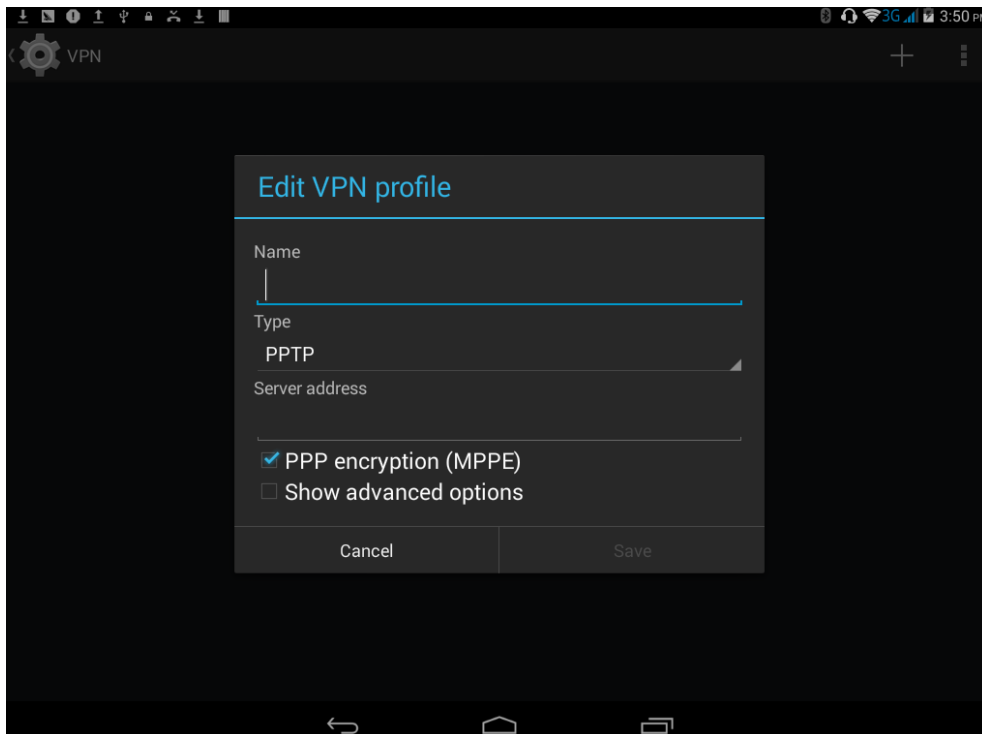 3G 3:50 PM
VPN
Edit VPN profile
Name
Type
PPTP
Server address
PPP encryption (MPPE)
Show advanced options
Cancel
Save